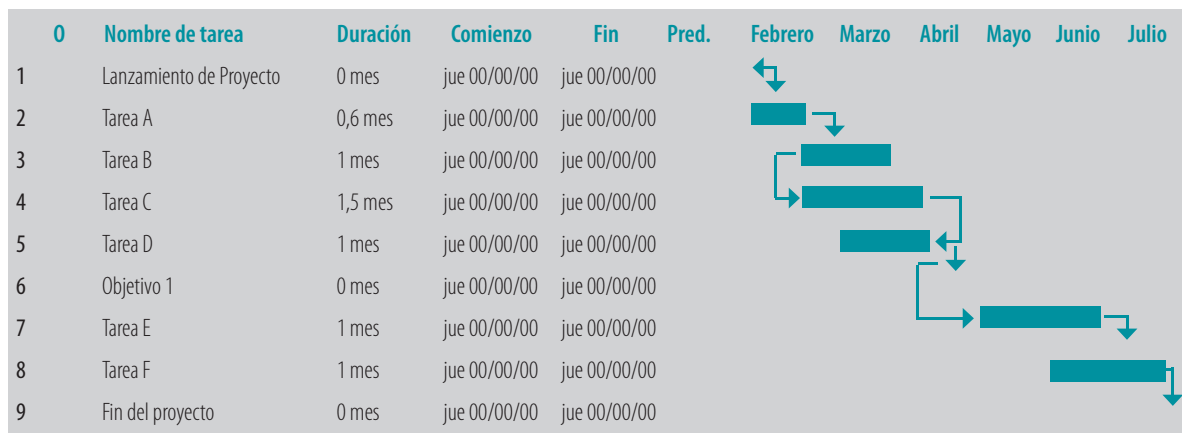 O Nombre de tarea Duración Comienzo Fin Pred. Febrero Marzo Abril Mayo Junio Julio
1 Lanzamiento de Proyecto 0 mes jue 00/00/00 jue 00/00/00
2 Tarea A 0,6 mes jue 00/00/00 jue 00/00/00
3 Tarea B 1 mes jue 00/00/00 jue 00/00/00
4 Tarea C 1,5 mes jue 00/00/00 jue 00/00/00
5 Tarea D 1 mes jue 00/00/00 jue 00/00/00
6 Objetivo 1 0 mes jue 00/00/00 jue 00/00/00
7 Tarea E 1 mes jue 00/00/00 jue 00/00/00
8 Tarea F 1 mes jue 00/00/00 jue 00/00/00
9 Fin del proyecto 0 mes jue 00/00/00 jue 00/00/00